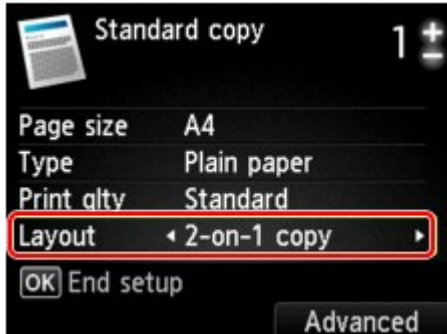 Standard copy
1
Page size A4
Type Plain paper
Print qlty Standard
Layout 2-on-1 copy
OK End setup
Advanced